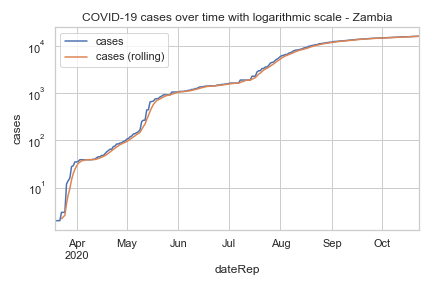 COVID-19 cases over time with logarithmic scale - Zambia
cases
cases (rolling)
10⁴
10³
10²
10¹
cases
Apr
2020
May
Jun
Jul
Aug
Sep
Oct
dateRep